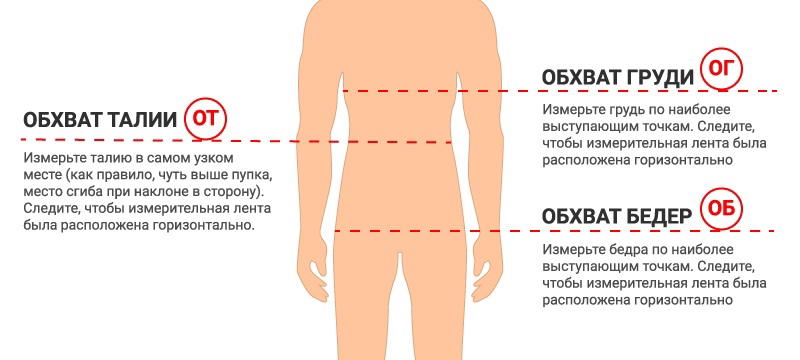 ОБХВАТ ТАЛИИ ОТ
Измерьте талию в самом узком
месте (как правило, чуть выше пупка,
место сгиба при наклоне в сторону).
Следите, чтобы измерительная лента
была расположена горизонтально.
ОБХВАТ ГРУДИ ОГ
Измерьте грудь по наиболее
выступающим точкам. Следите,
чтобы измерительная лента была
расположена горизонтально
ОБХВАТ БЕДЕР ОБ
Измерьте бедра по наиболее
выступающим точкам. Следите,
чтобы измерительная лента была
расположена горизонтально